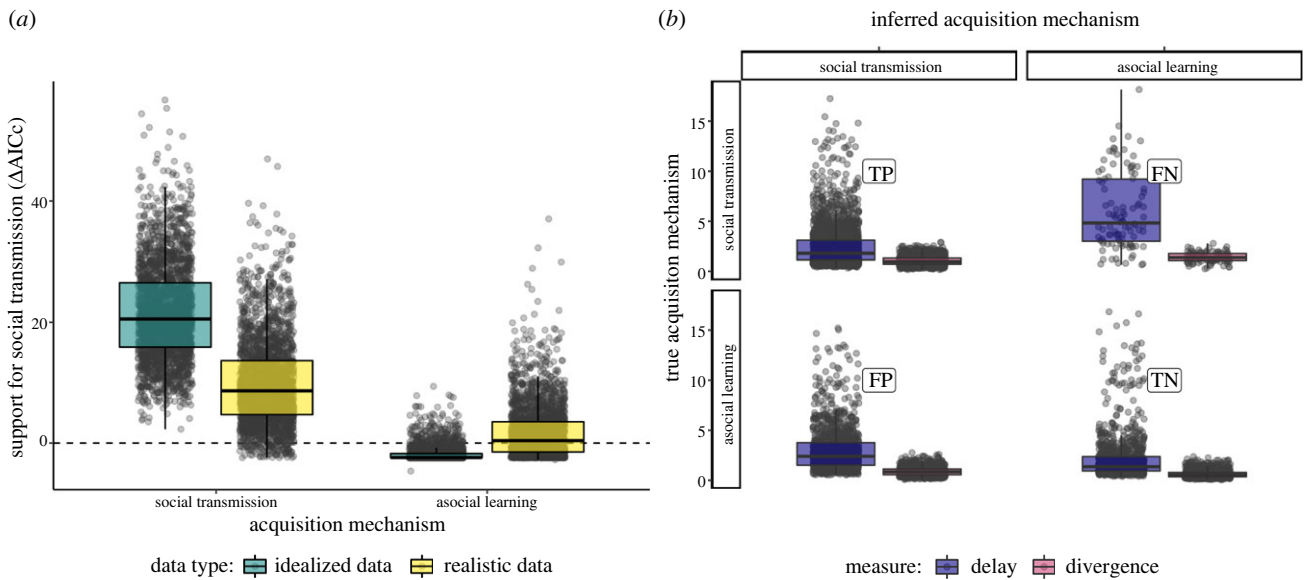 (a)
support for social transmission (ΔAICc)
40
20
0
social transmission
asocial learning
acquisition mechanism
data type: idealized data realistic data
(b)
inferred acquisition mechanism
social transmission
asocial learning
true acquisition mechanism
social transmission
15
10
5
0
TP
FN
asocial learning
15
10
5
0
FP
TN
measure: delay divergence